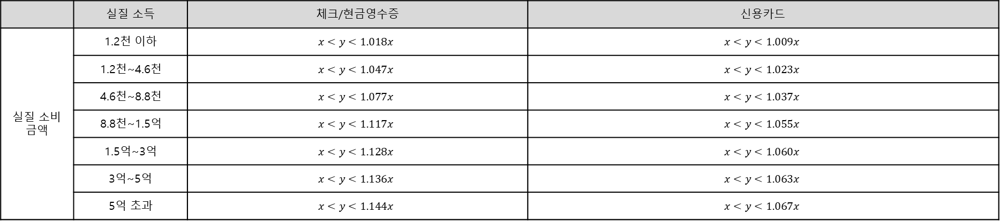 실질 소득 체크/현금영수증 신용카드
1.2천 이하 x < y < 1.018x x < y < 1.009x
1.2천~4.6천 x < y < 1.047x x < y < 1.023x
4.6천~8.8천 x < y < 1.077x x < y < 1.037x
실질 소비
금액
8.8천~1.5억 x < y < 1.117x x < y < 1.055x
1.5억~3억 x < y < 1.128x x < y < 1.060x
3억~5억 x < y < 1.136x x < y < 1.063x
5억 초과 x < y < 1.144x x < y < 1.067x